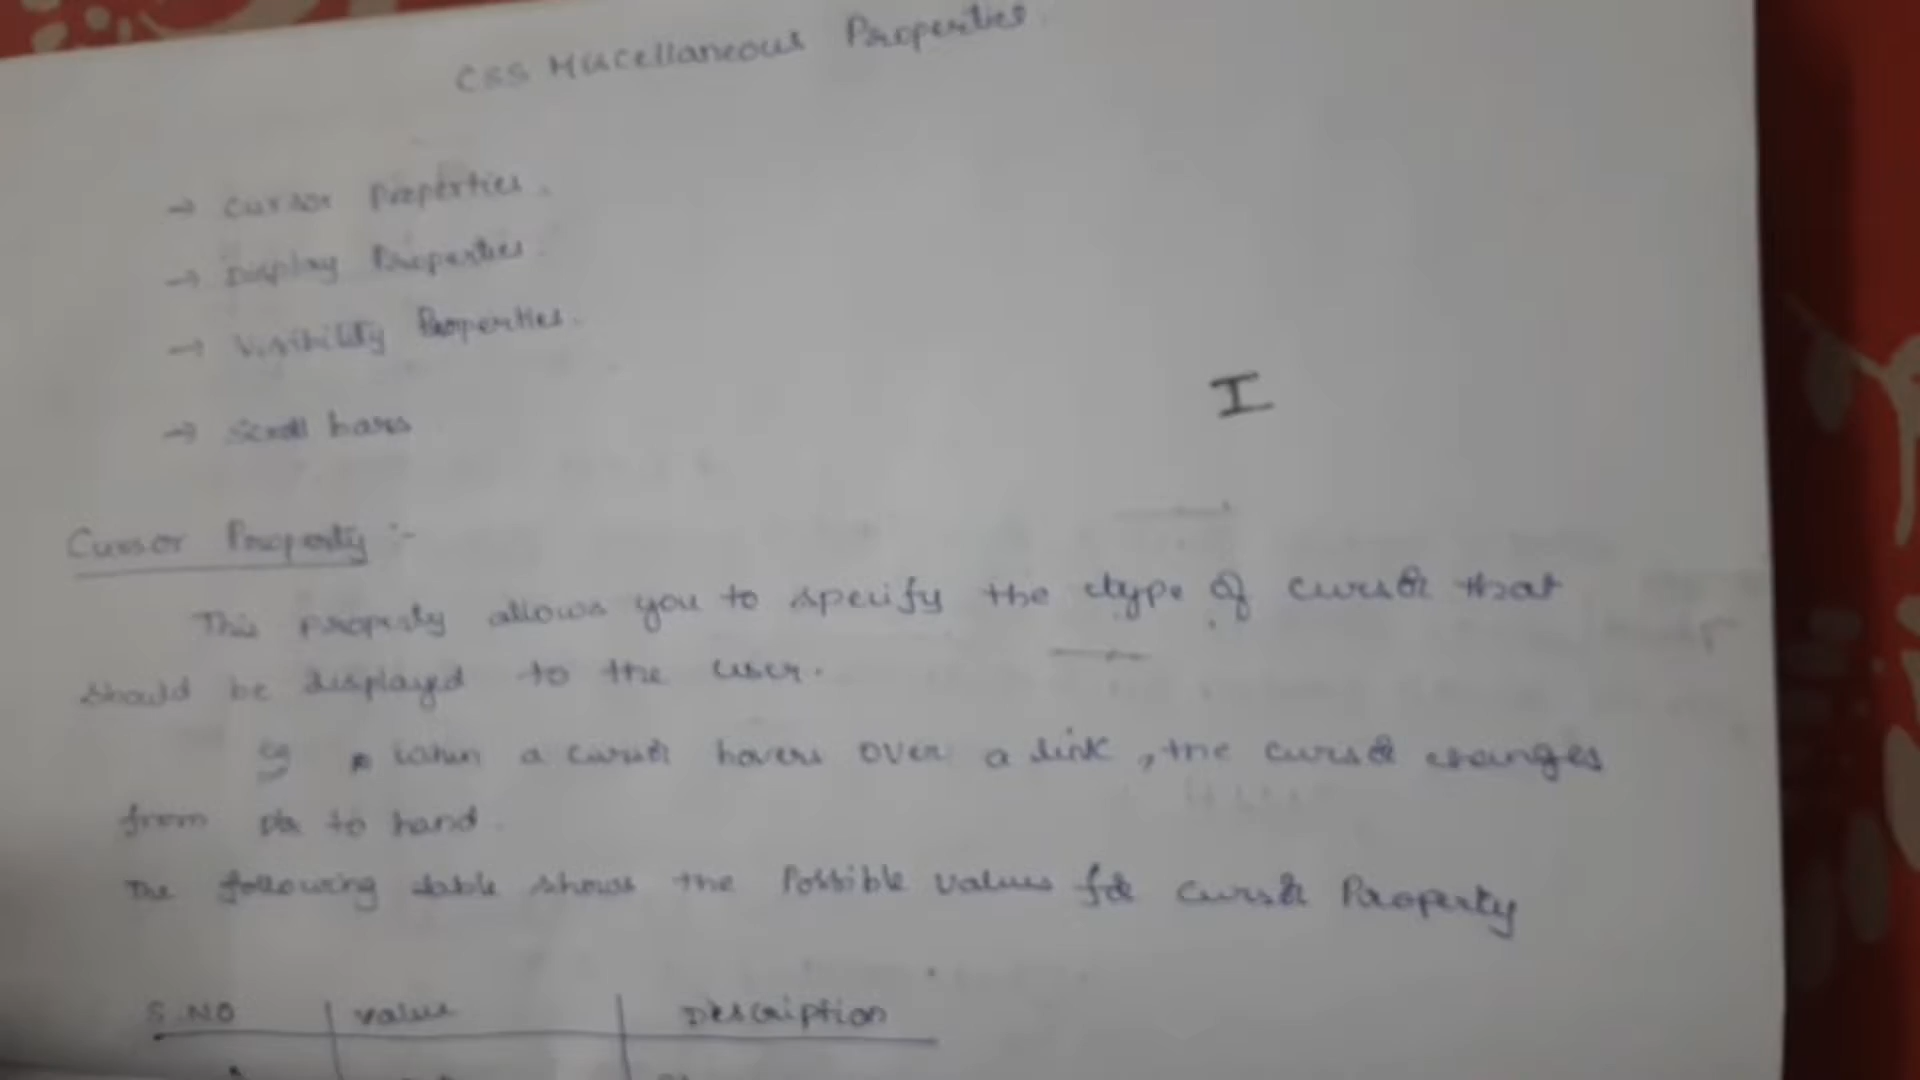 CSS Miscellaneous Properties.
→ Cursor Properties.
→ Display Properties.
→ Visibility Properties.
I
→ Scroll bars
Cursor Property :-
This property allows you to specify the type of cursor that
should be displayed to the user.
eg when a cursor hovers over a link, the cursor changes
from to hand.
The following table shows the Possible values for cursor Property
S.NO value Description